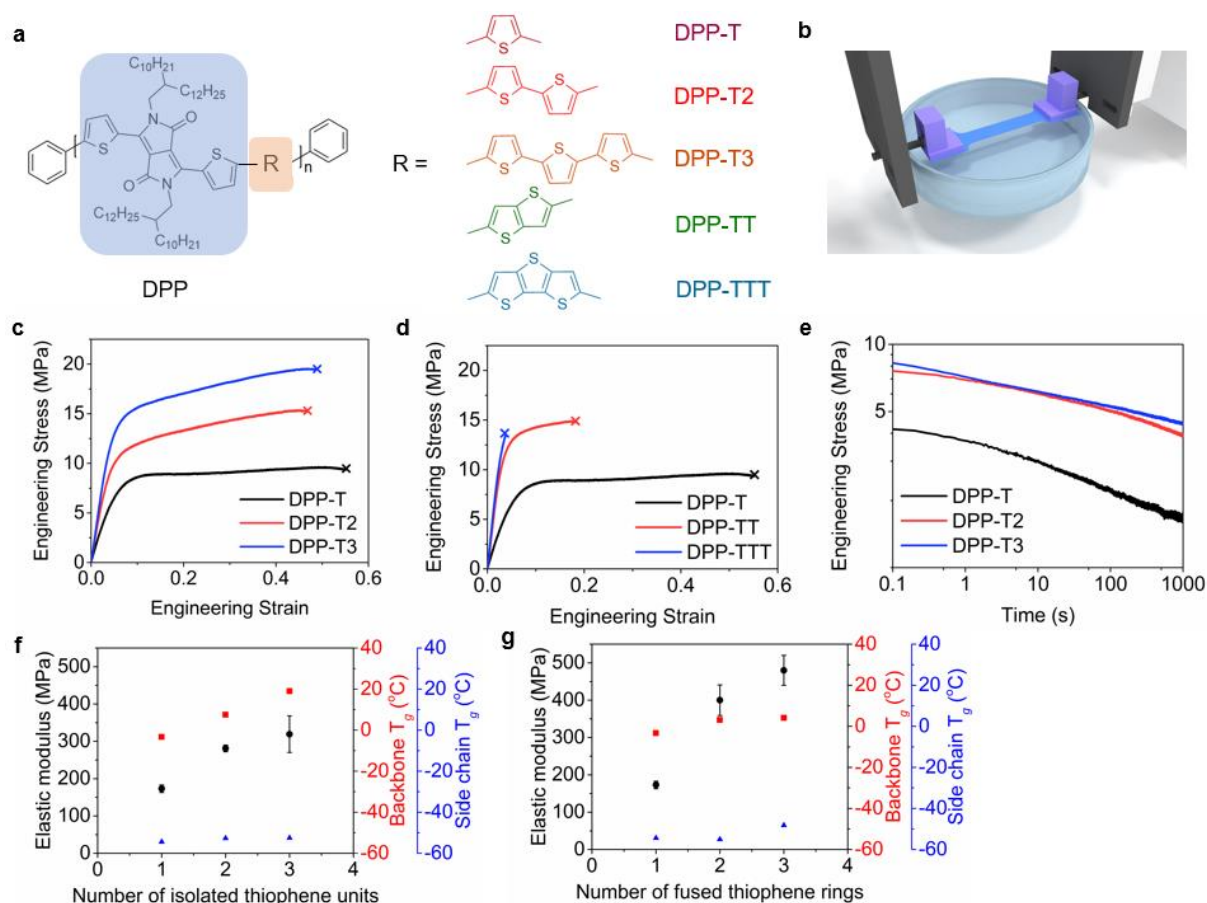 a
C10H21
C12H25
N
O
S
S
R
n
O
N
C12H25
C10H21
DPP
R =
S
DPP-T
S
S
DPP-T2
S
S
S
DPP-T3
S
S
DPP-TT
S
S
S
DPP-TTT
b
c
Engineering Stress (MPa)
20
15
10
5
0
DPP-T
DPP-T2
DPP-T3
0.0 0.2 0.4 0.6
Engineering Strain
d
Engineering Stress (MPa)
20
15
10
5
0
DPP-T
DPP-TT
DPP-TTT
0.0 0.2 0.4 0.6
Engineering Strain
e
Engineering Stress (MPa)
10
5
DPP-T
DPP-T2
DPP-T3
0.1 1 10 100 1000
Time (s)
f
Elastic modulus (MPa)
500
400
300
200
100
0
0 1 2 3 4
Number of isolated thiophene units
40
20
0
-20
-40
-60
Backbone Tg (°C)
40
20
0
-20
-40
-60
Side chain Tg (°C)
g
Elastic modulus (MPa)
500
400
300
200
100
0
0 1 2 3 4
Number of fused thiophene rings
40
20
0
-20
-40
-60
Backbone Tg (°C)
40
20
0
-20
-40
-60
Side chain Tg (°C)